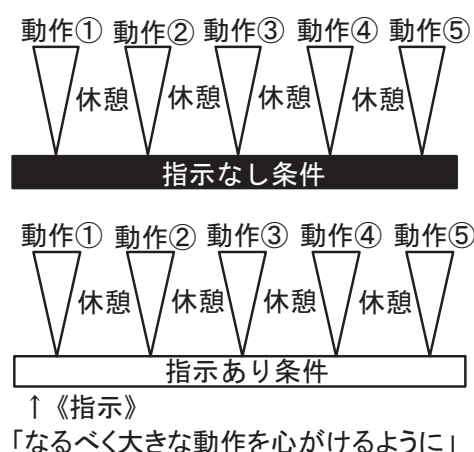 動作① 動作② 動作③ 動作④ 動作⑤
休憩 休憩 休憩 休憩
指示なし条件
動作① 動作② 動作③ 動作④ 動作⑤
休憩 休憩 休憩 休憩
指示あり条件
↑《指示》
「なるべく大きな動作を心がけるように」